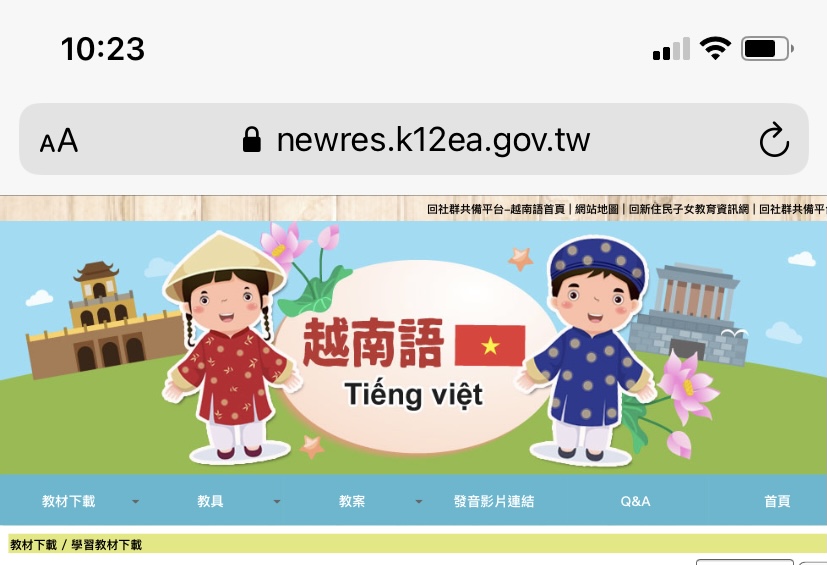 10:23
AA newres.k12ea.gov.tw
回社群共備平台-越南語首頁 | 網站地圖 | 回新住民子女教育資訊網 | 回社群共備平
越南語
Tiếng việt
教材下載 教具 教案 發音影片連結 Q&A 首頁
教材下載 / 學習教材下載